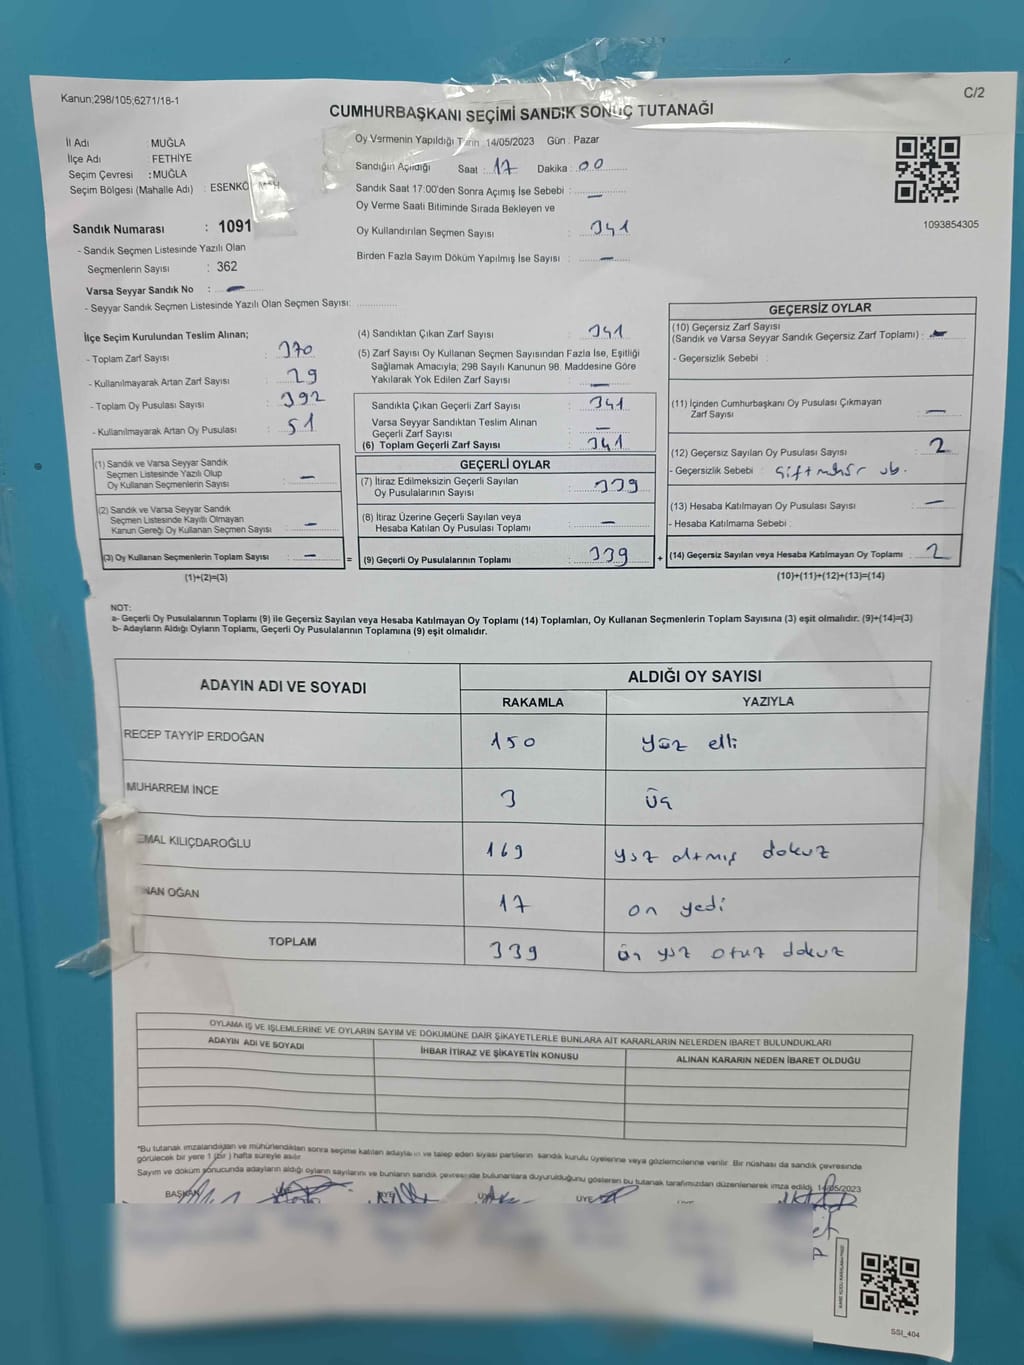 Kanun;298/105;6271/18-1
C/2
CUMHURBAŞKANI SEÇİMİ SANDIK SONUÇ TUTANAĞI
İl Adı : MUĞLA
İlçe Adı : FETHİYE
Seçim Çevresi : MUĞLA
Seçim Bölgesi (Mahalle Adı) : ESENKÖ
Sandık Numarası : 1091
- Sandık Seçmen Listesinde Yazılı Olan
Seçmenlerin Sayısı : 362
Varsa Seyyar Sandık No : —
- Seyyar Sandık Seçmen Listesinde Yazılı Olan Seçmen Sayısı:
Oy Vermenin Yapıldığı Tarih :14/05/2023 Gün : Pazar
Sandığın Açıldığı Saat : 17 Dakika : 00
Sandık Saat 17:00'den Sonra Açımış İse Sebebi : —
Oy Verme Saati Bitiminde Sırada Bekleyen ve
Oy Kullandırılan Seçmen Sayısı : 341
Birden Fazla Sayım Döküm Yapılmış İse Sayısı : —
1093854305
İlçe Seçim Kurulundan Teslim Alınan;
- Toplam Zarf Sayısı : 370
- Kullanılmayarak Artan Zarf Sayısı : 29
- Toplam Oy Pusulası Sayısı : 392
- Kullanılmayarak Artan Oy Pusulası : 51
(1) Sandık ve Varsa Seyyar Sandık
Seçmen Listesinde Yazılı Olup
Oy Kullanan Seçmenlerin Sayısı : —
(2) Sandık ve Varsa Seyyar Sandık
Seçmen Listesinde Kayıtlı Olmayan
Kanun Gereği Oy Kullanan Seçmen Sayısı : —
(3) Oy Kullanan Seçmenlerin Toplam Sayısı : — =
(1)+(2)=(3)
(4) Sandıktan Çıkan Zarf Sayısı : 341
(5) Zarf Sayısı Oy Kullanan Seçmen Sayısından Fazla İse, Eşitliği
Sağlamak Amacıyla; 298 Sayılı Kanunun 98. Maddesine Göre
Yakılarak Yok Edilen Zarf Sayısı : —
Sandıkta Çıkan Geçerli Zarf Sayısı : 341
Varsa Seyyar Sandıktan Teslim Alınan
Geçerli Zarf Sayısı : —
(6) Toplam Geçerli Zarf Sayısı : 341
GEÇERLİ OYLAR
(7) İtiraz Edilmeksizin Geçerli Sayılan
Oy Pusulalarının Sayısı : 339
(8) İtiraz Üzerine Geçerli Sayılan veya
Hesaba Katılan Oy Pusulası Toplamı : —
(9) Geçerli Oy Pusulalarının Toplamı : 339 +
GEÇERSİZ OYLAR
(10) Geçersiz Zarf Sayısı
(Sandık ve Varsa Seyyar Sandık Geçersiz Zarf Toplamı) : —
- Geçersizlik Sebebi :
(11) İçinden Cumhurbaşkanı Oy Pusulası Çıkmayan
Zarf Sayısı : —
(12) Geçersiz Sayılan Oy Pusulası Sayısı : 2
- Geçersizlik Sebebi : Çift mühür vb.
(13) Hesaba Katılmayan Oy Pusulası Sayısı : —
- Hesaba Katılmama Sebebi :
(14) Geçersiz Sayılan veya Hesaba Katılmayan Oy Toplamı : 2
(10)+(11)+(12)+(13)=(14)
NOT:
a- Geçerli Oy Pusulalarının Toplamı (9) ile Geçersiz Sayılan veya Hesaba Katılmayan Oy Toplamı (14) Toplamları, Oy Kullanan Seçmenlerin Toplam Sayısına (3) eşit olmalıdır. (9)+(14)=(3)
b- Adayların Aldığı Oyların Toplamı, Geçerli Oy Pusulalarının Toplamına (9) eşit olmalıdır.
ADAYIN ADI VE SOYADI ALDIĞI OY SAYISI
RAKAMLA YAZIYLA
RECEP TAYYİP ERDOĞAN 150 yüz elli
MUHARREM İNCE 3 üç
EMAL KILIÇDAROĞLU 169 yüz altmış dokuz
NAN OĞAN 17 on yedi
TOPLAM 339 üç yüz otuz dokuz
OYLAMA İŞ VE İŞLEMLERİNE VE OYLARIN SAYIM VE DÖKÜMÜNE DAİR ŞİKAYETLERLE BUNLARA AİT KARARLARIN NELERDEN İBARET BULUNDUKLARI
ADAYIN ADI VE SOYADI İHBAR İTİRAZ VE ŞİKAYETİN KONUSU ALINAN KARARIN NEDEN İBARET OLDUĞU
*Bu tutanak imzalandıktan ve mühürlendikten sonra seçime katılan adayların ve talep eden siyasi partilerin sandık kurulu üyelerine veya gözlemcilerine verilir. Bir nüshası da sandık çevresinde
görülecek bir yere 1 (bir) hafta süreyle asılır.
Sayım ve döküm sonucunda adayların aldığı oyların sayılarını ve bunların sandık çevresinde bulunanlara duyurulduğunu gösteren bu tutanak tarafımızdan düzenlenerek imza edildi. 14/05/2023
BAŞKAN ÜYE ÜYE ÜYE
SSI_404